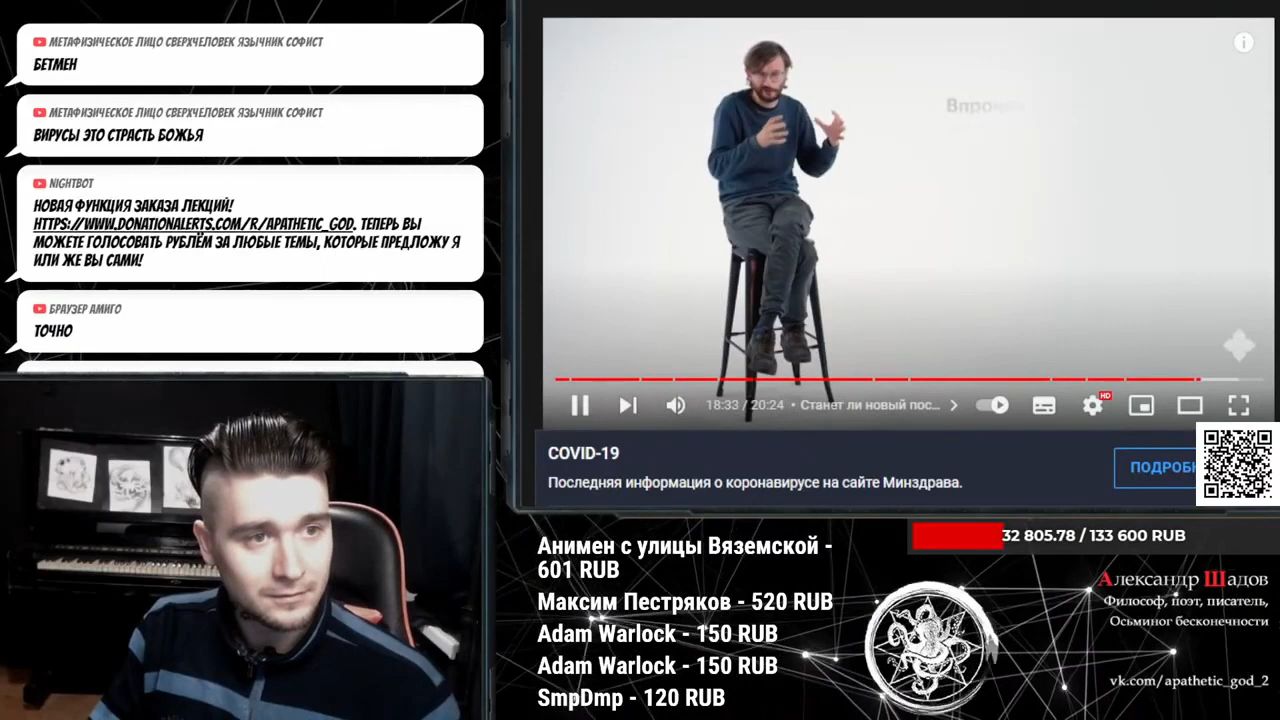 МЕТАФИЗИЧЕСКОЕ ЛИЦО СВЕРХЧЕЛОВЕК ЯЗЫЧНИК СОФИСТ
БЕТМЕН
МЕТАФИЗИЧЕСКОЕ ЛИЦО СВЕРХЧЕЛОВЕК ЯЗЫЧНИК СОФИСТ
ВИРУСЫ ЭТО СТРАСТЬ БОЖЬЯ
NIGHTBOT
НОВАЯ ФУНКЦИЯ ЗАКАЗА ЛЕКЦИЙ!
HTTPS://WWW.DONATIONALERTS.COM/R/APATHETIC_GOD. ТЕПЕРЬ ВЫ
МОЖЕТЕ ГОЛОСОВАТЬ РУБЛЁМ ЗА ЛЮБЫЕ ТЕМЫ, КОТОРЫЕ ПРЕДЛОЖУ Я
ИЛИ ЖЕ ВЫ САМИ!
БРАУЗЕР АМИГО
ТОЧНО
18:33 / 20:24 • Станет ли новый пос...
HD
COVID-19
Последняя информация о коронавирусе на сайте Минздрава.
ПОДРОБН
32 805.78 / 133 600 RUB
Анимен с улицы Вяземской -
601 RUB
Максим Пестряков - 520 RUB
Adam Warlock - 150 RUB
Adam Warlock - 150 RUB
SmpDmp - 120 RUB
Александр Шадов
Философ, поэт, писатель,
Осьминог бесконечности
vk.com/apathetic_god_2